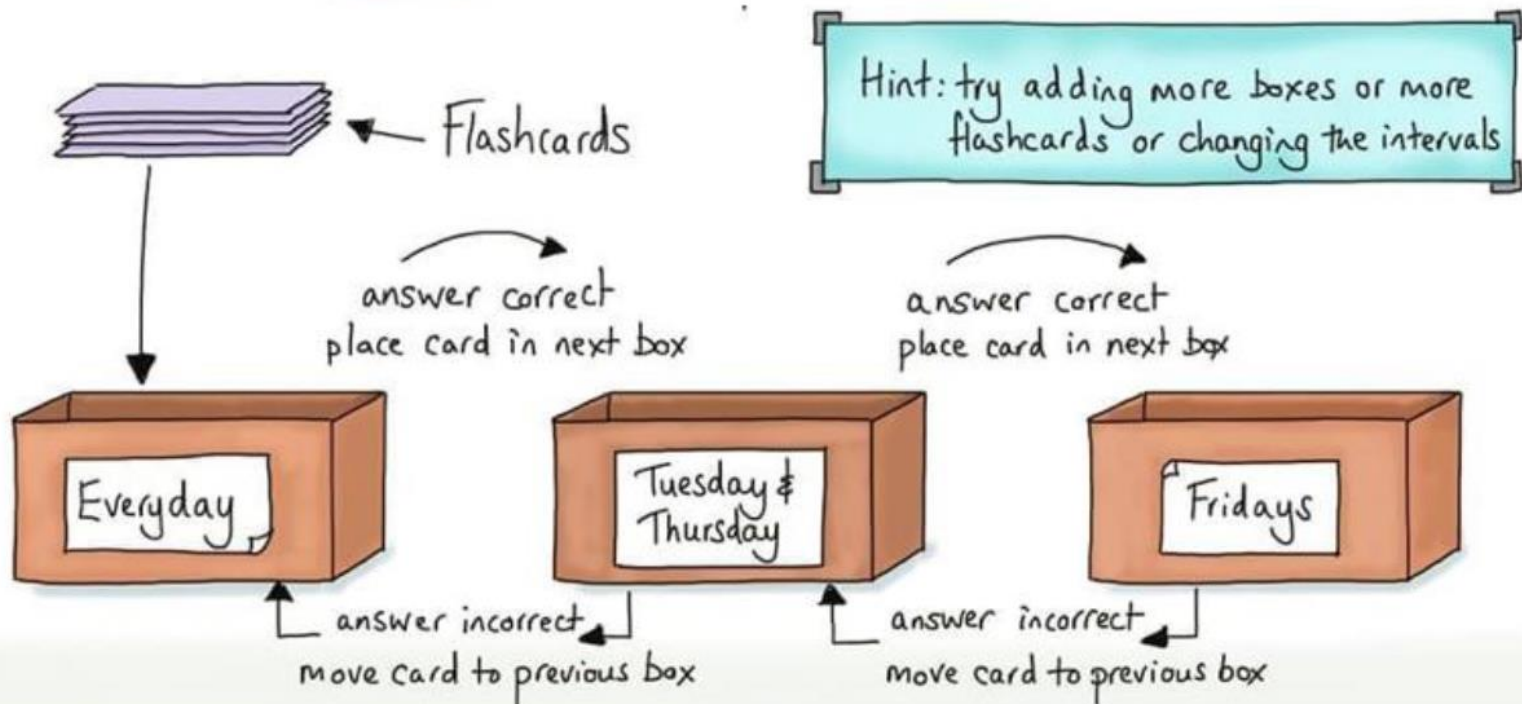 Flashcards
Hint: try adding more boxes or more
flashcards or changing the intervals
answer correct
place card in next box
answer correct
place card in next box
Everyday
Tuesday &
Thursday
Fridays
answer incorrect
move card to previous box
answer incorrect
move card to previous box